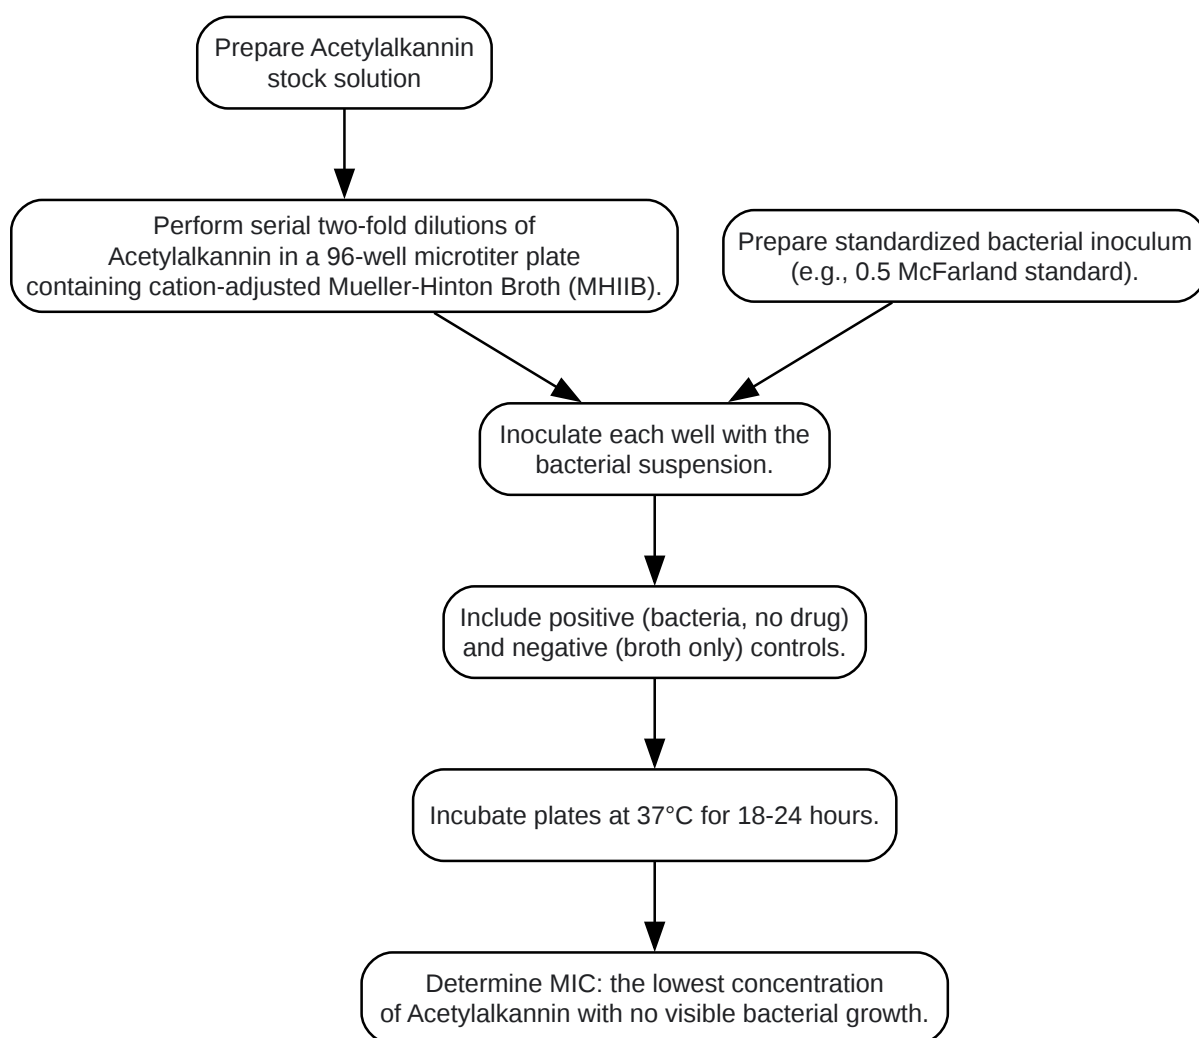 Prepare Acetylalkannin
stock solution
Perform serial two-fold dilutions of
Acetylalkannin in a 96-well microtiter plate
containing cation-adjusted Mueller-Hinton Broth (MHIIB).
Prepare standardized bacterial inoculum
(e.g., 0.5 McFarland standard).
Inoculate each well with the
bacterial suspension.
Include positive (bacteria, no drug)
and negative (broth only) controls.
Incubate plates at 37°C for 18-24 hours.
Determine MIC: the lowest concentration
of Acetylalkannin with no visible bacterial growth.